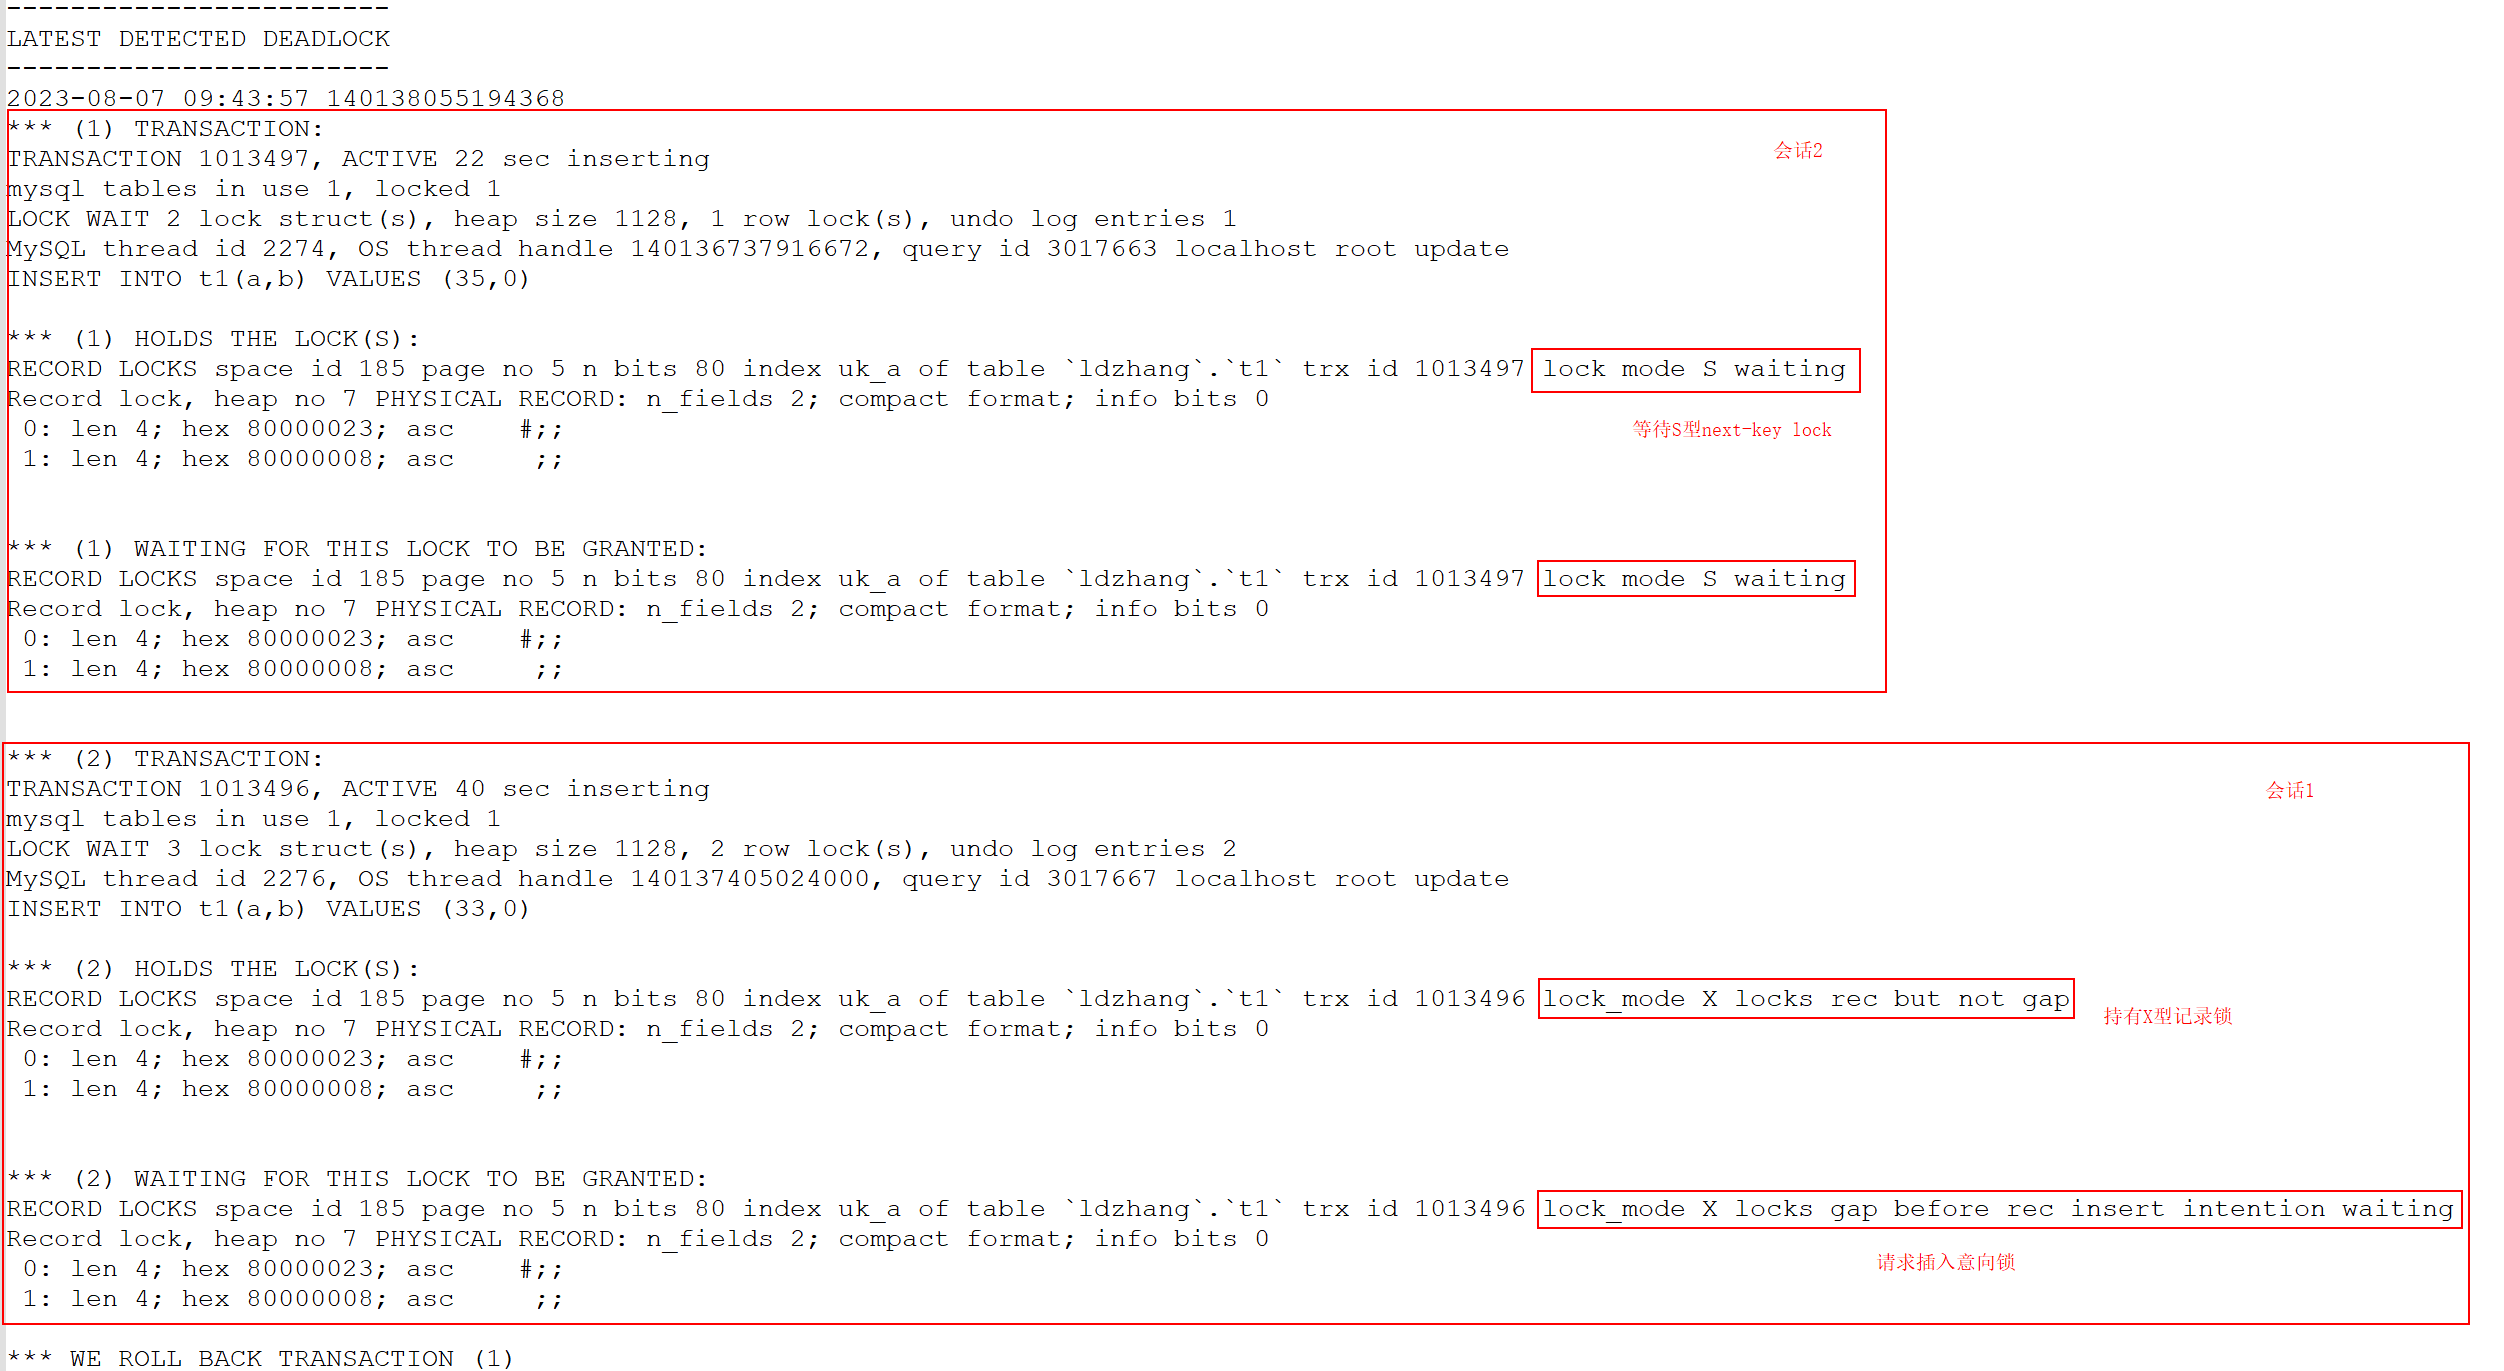 ------------------------
LATEST DETECTED DEADLOCK
------------------------
2023-08-07 09:43:57 140138055194368
*** (1) TRANSACTION:
会话2
TRANSACTION 1013497, ACTIVE 22 sec inserting
mysql tables in use 1, locked 1
LOCK WAIT 2 lock struct(s), heap size 1128, 1 row lock(s), undo log entries 1
MySQL thread id 2274, OS thread handle 140136737916672, query id 3017663 localhost root update
INSERT INTO t1(a,b) VALUES (35,0)
*** (1) HOLDS THE LOCK(S):
RECORD LOCKS space id 185 page no 5 n bits 80 index uk_a of table `ldzhang`.`t1` trx id 1013497 lock mode S waiting
Record lock, heap no 7 PHYSICAL RECORD: n_fields 2; compact format; info bits 0
0: len 4; hex 80000023; asc    #;;
等待S型next-key lock
1: len 4; hex 80000008; asc     ;;
*** (1) WAITING FOR THIS LOCK TO BE GRANTED:
RECORD LOCKS space id 185 page no 5 n bits 80 index uk_a of table `ldzhang`.`t1` trx id 1013497 lock mode S waiting
Record lock, heap no 7 PHYSICAL RECORD: n_fields 2; compact format; info bits 0
0: len 4; hex 80000023; asc    #;;
1: len 4; hex 80000008; asc     ;;
*** (2) TRANSACTION:
TRANSACTION 1013496, ACTIVE 40 sec inserting
会话1
mysql tables in use 1, locked 1
LOCK WAIT 3 lock struct(s), heap size 1128, 2 row lock(s), undo log entries 2
MySQL thread id 2276, OS thread handle 140137405024000, query id 3017667 localhost root update
INSERT INTO t1(a,b) VALUES (33,0)
*** (2) HOLDS THE LOCK(S):
RECORD LOCKS space id 185 page no 5 n bits 80 index uk_a of table `ldzhang`.`t1` trx id 1013496 lock_mode X locks rec but not gap
持有X型记录锁
Record lock, heap no 7 PHYSICAL RECORD: n_fields 2; compact format; info bits 0
0: len 4; hex 80000023; asc    #;;
1: len 4; hex 80000008; asc     ;;
*** (2) WAITING FOR THIS LOCK TO BE GRANTED:
RECORD LOCKS space id 185 page no 5 n bits 80 index uk_a of table `ldzhang`.`t1` trx id 1013496 lock_mode X locks gap before rec insert intention waiting
Record lock, heap no 7 PHYSICAL RECORD: n_fields 2; compact format; info bits 0
请求插入意向锁
0: len 4; hex 80000023; asc    #;;
1: len 4; hex 80000008; asc     ;;
*** WE ROLL BACK TRANSACTION (1)